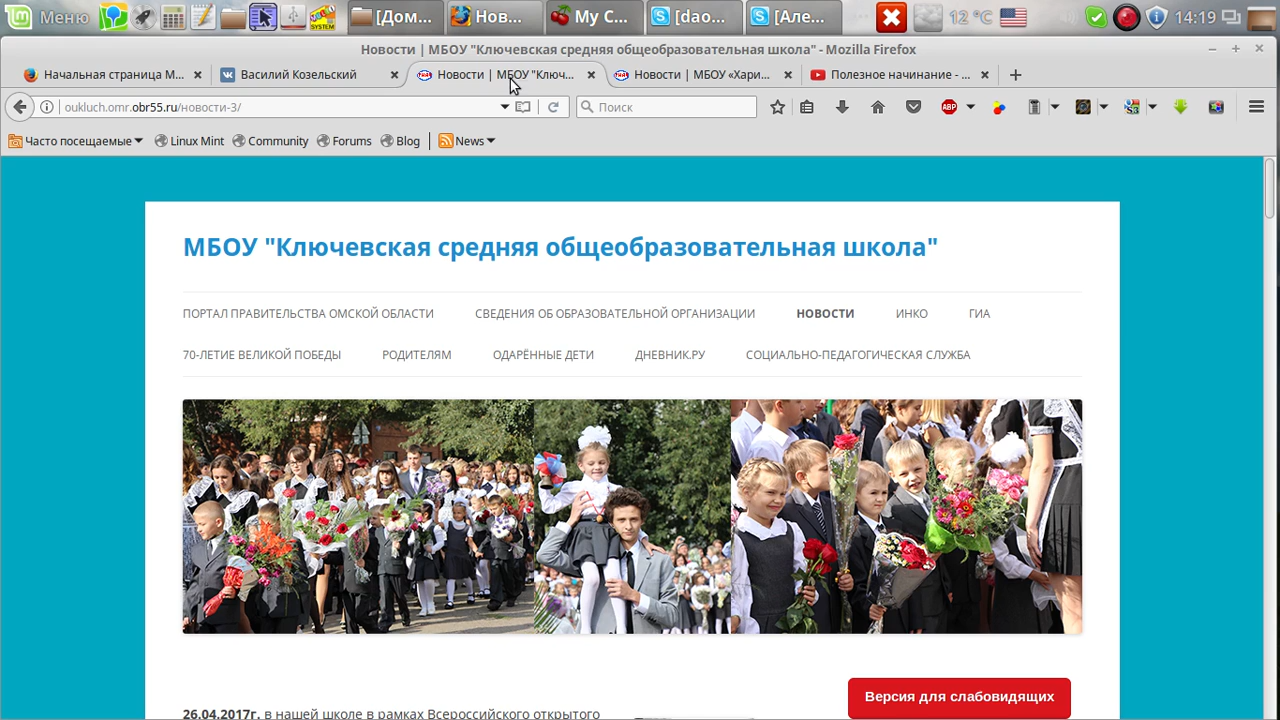 Меню
[Дом...
Нов...
My C...
[dao...
[Але...
12 °C
14:19
Новости | МБОУ "Ключевская средняя общеобразовательная школа" - Mozilla Firefox
Начальная страница М...
Василий Козельский
Новости | МБОУ "Ключ...
Новости | МБОУ «Хари...
Полезное начинание - ...
oukluch.omr.obr55.ru/новости-3/
Поиск
ABP
Часто посещаемые
Linux Mint
Community
Forums
Blog
News
МБОУ "Ключевская средняя общеобразовательная школа"
ПОРТАЛ ПРАВИТЕЛЬСТВА ОМСКОЙ ОБЛАСТИ СВЕДЕНИЯ ОБ ОБРАЗОВАТЕЛЬНОЙ ОРГАНИЗАЦИИ НОВОСТИ ИНКО ГИА
70-ЛЕТИЕ ВЕЛИКОЙ ПОБЕДЫ РОДИТЕЛЯМ ОДАРЁННЫЕ ДЕТИ ДНЕВНИК.РУ СОЦИАЛЬНО-ПЕДАГОГИЧЕСКАЯ СЛУЖБА
Версия для слабовидящих
26.04.2017г. в нашей школе в рамках Всероссийского открытого